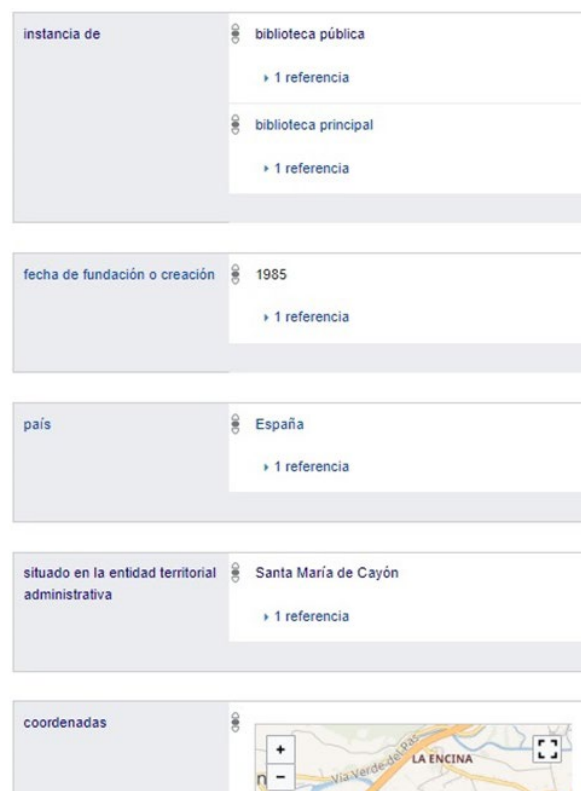 instancia de
biblioteca pública
1 referencia
biblioteca principal
1 referencia
fecha de fundación o creación
1985
1 referencia
país
España
1 referencia
situado en la entidad territorial
administrativa
Santa María de Cayón
1 referencia
coordenadas
+
−
Vía Verde del Pas
LA ENCINA